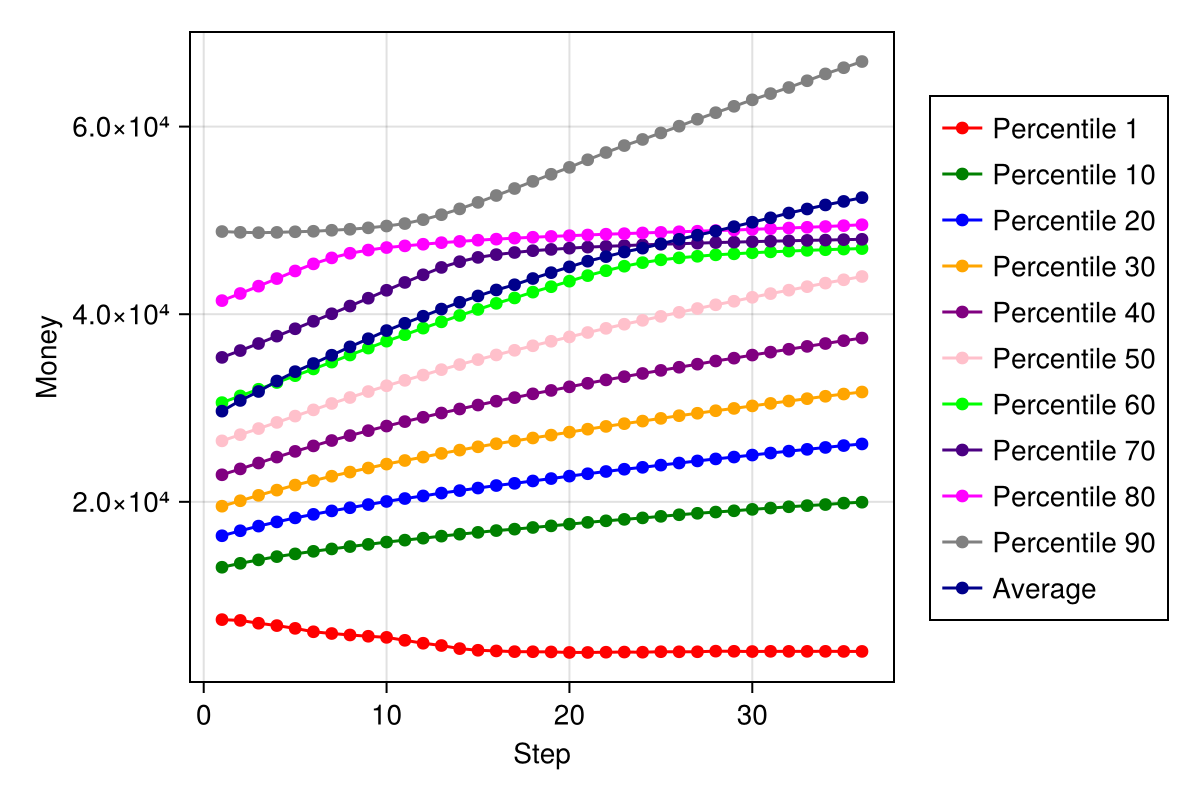 6.0×10⁴
4.0×10⁴
2.0×10⁴
Money
0 10 20 30
Step
Percentile 1
Percentile 10
Percentile 20
Percentile 30
Percentile 40
Percentile 50
Percentile 60
Percentile 70
Percentile 80
Percentile 90
Average